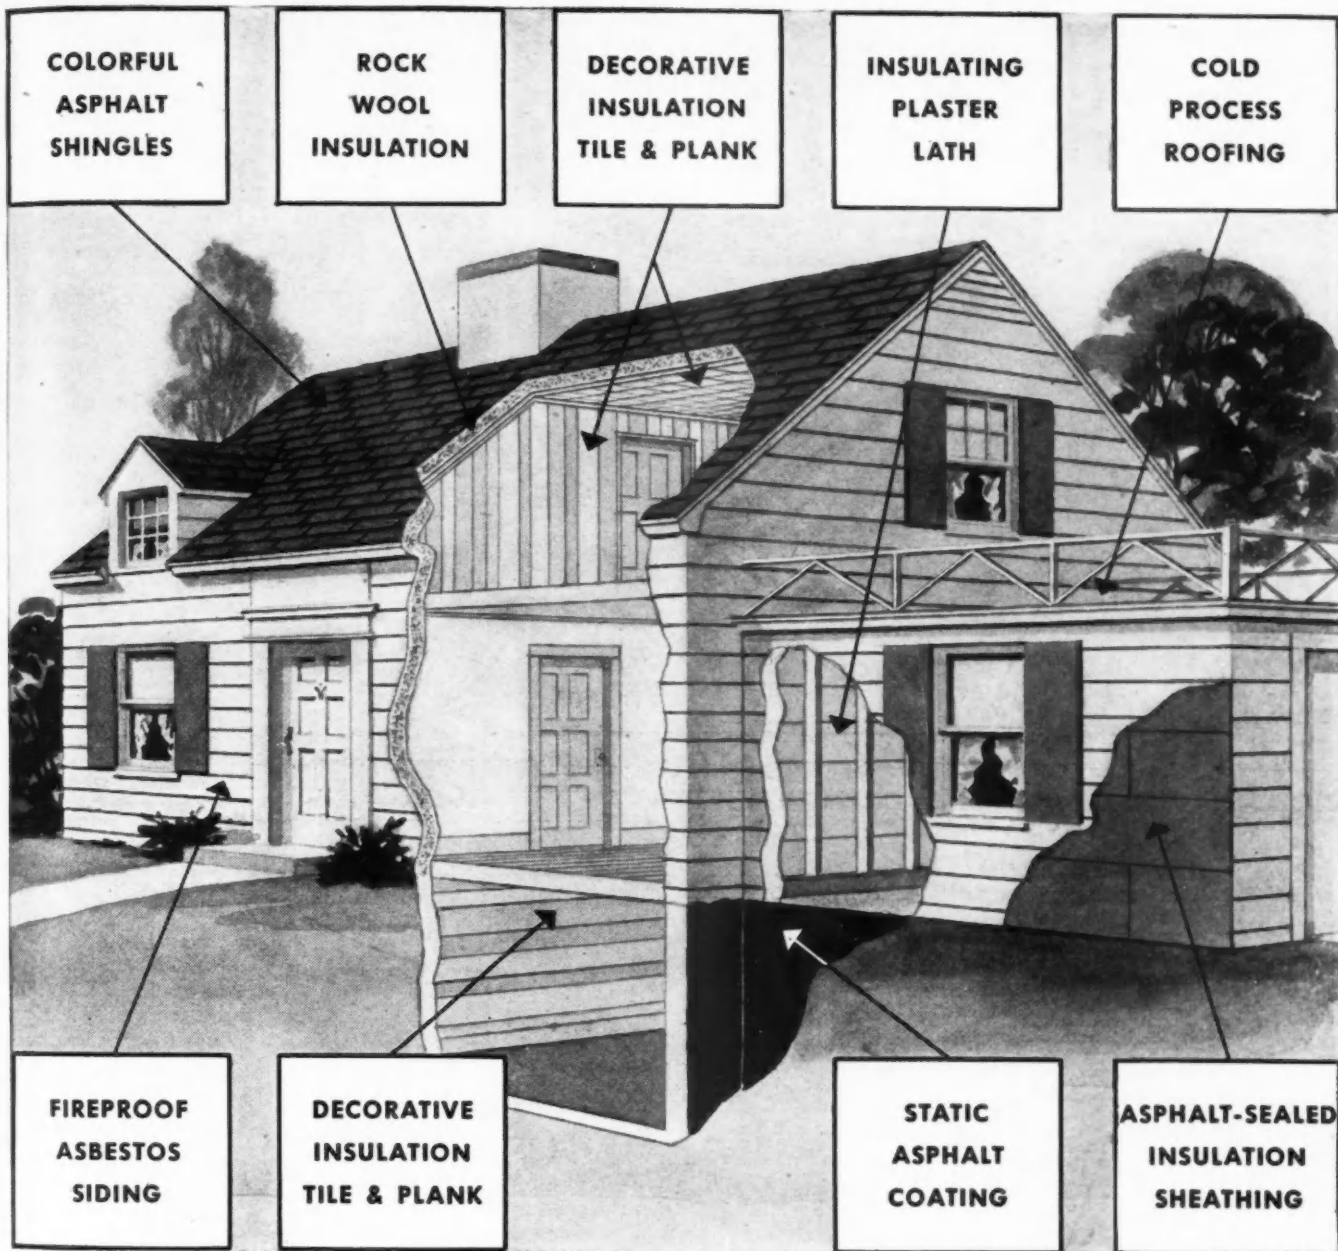 COLORFUL
ASPHALT
SHINGLES
ROCK
WOOL
INSULATION
DECORATIVE
INSULATION
TILE & PLANK
INSULATING
PLASTER
LATH
COLD
PROCESS
ROOFING
FIREPROOF
ASBESTOS
SIDING
DECORATIVE
INSULATION
TILE & PLANK
STATIC
ASPHALT
COATING
ASPHALT-SEALED
INSULATION
SHEATHING